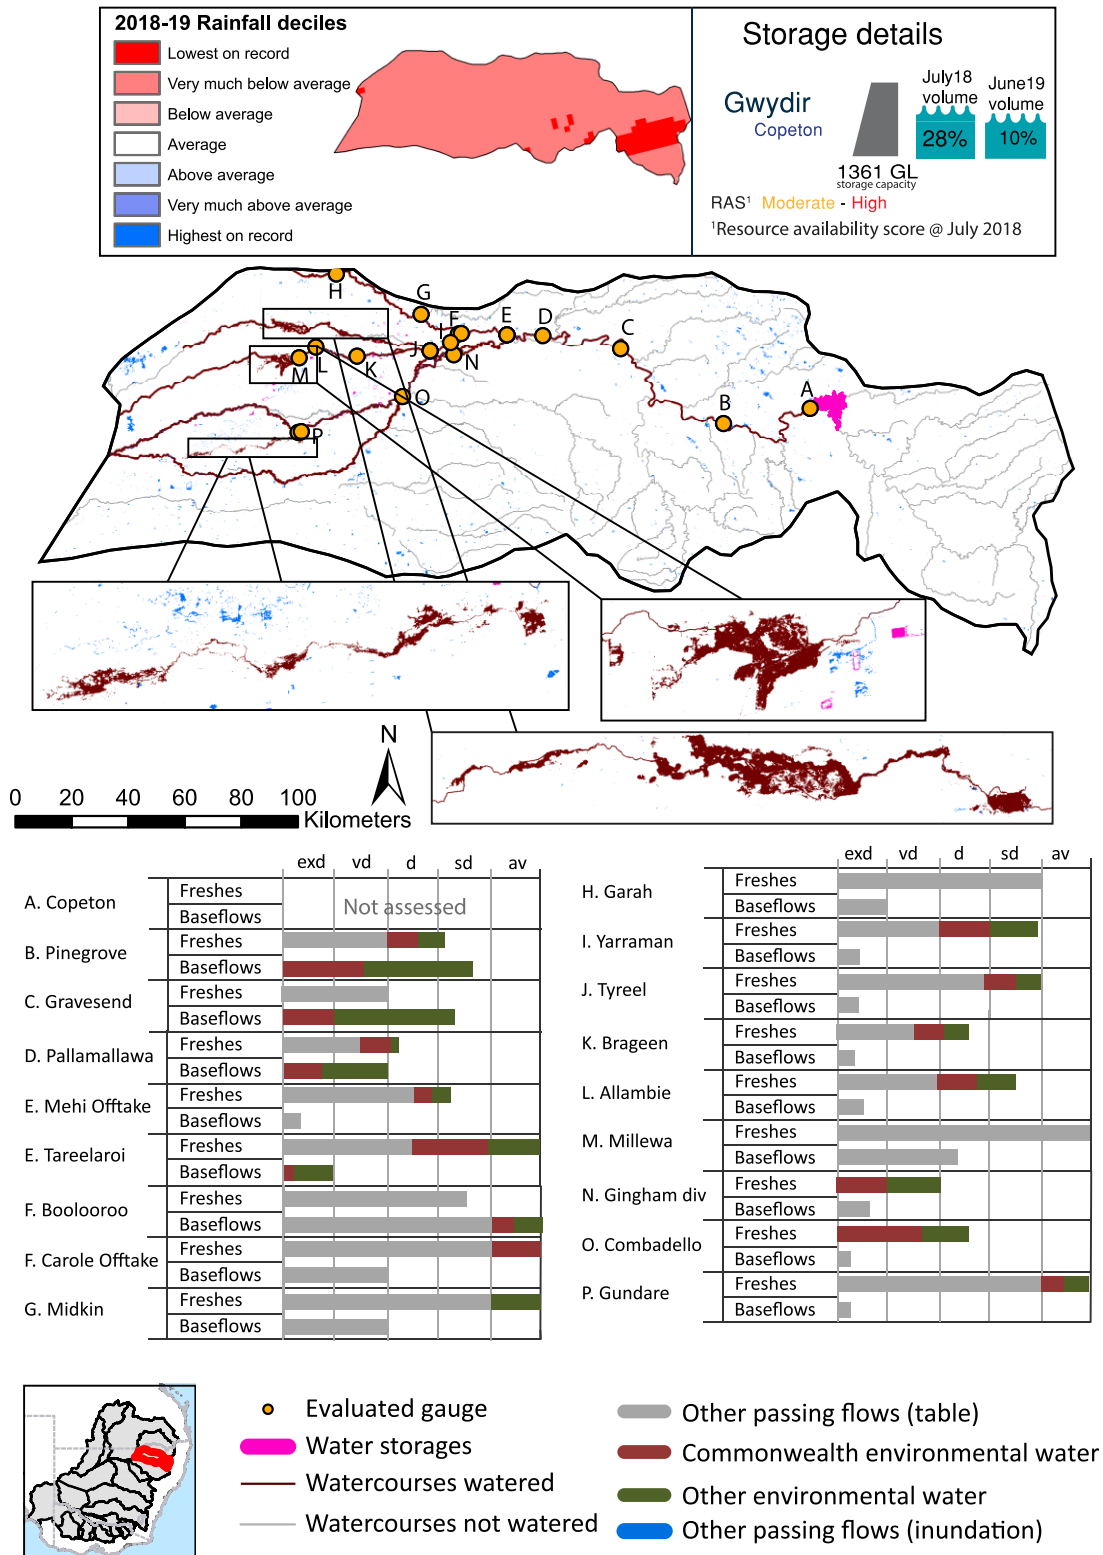 2018-19 Rainfall deciles
Lowest on record
Very much below average
Below average
Average
Above average
Very much above average
Highest on record
Storage details
Gwydir
Copeton
1361 GL
storage capacity
July18
volume
28%
June19
volume
10%
RAS¹ Moderate - High
¹Resource availability score @ July 2018
H
G
F
E
D
C
I
J
N
L
K
M
O
B
A
P
N
0 20 40 60 80 100
Kilometers
exd vd d sd av
A. Copeton
Freshes
Baseflows
Not assessed
B. Pinegrove
Freshes
Baseflows
C. Gravesend
Freshes
Baseflows
D. Pallamallawa
Freshes
Baseflows
E. Mehi Offtake
Freshes
Baseflows
E. Tareelaroi
Freshes
Baseflows
F. Boolooroo
Freshes
Baseflows
F. Carole Offtake
Freshes
Baseflows
G. Midkin
Freshes
Baseflows
exd vd d sd av
H. Garah
Freshes
Baseflows
I. Yarraman
Freshes
Baseflows
J. Tyreel
Freshes
Baseflows
K. Brageen
Freshes
Baseflows
L. Allambie
Freshes
Baseflows
M. Millewa
Freshes
Baseflows
N. Gingham div
Freshes
Baseflows
O. Combadello
Freshes
Baseflows
P. Gundare
Freshes
Baseflows
Evaluated gauge
Water storages
Watercourses watered
Watercourses not watered
Other passing flows (table)
Commonwealth environmental water
Other environmental water
Other passing flows (inundation)